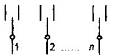 1 2 ...... n